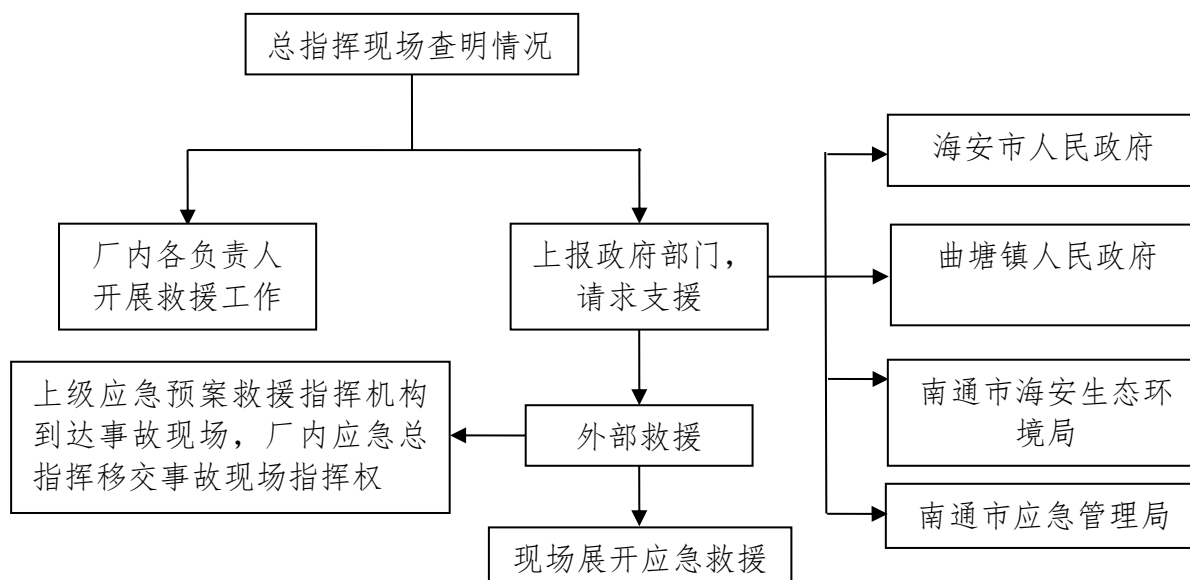 总指挥现场查明情况
海安市人民政府
厂内各负责人
开展救援工作
上报政府部门，
请求支援
曲塘镇人民政府
上级应急预案救援指挥机构
到达事故现场，厂内应急总
指挥移交事故现场指挥权
外部救援
南通市海安生态环
境局
南通市应急管理局
现场展开应急救援